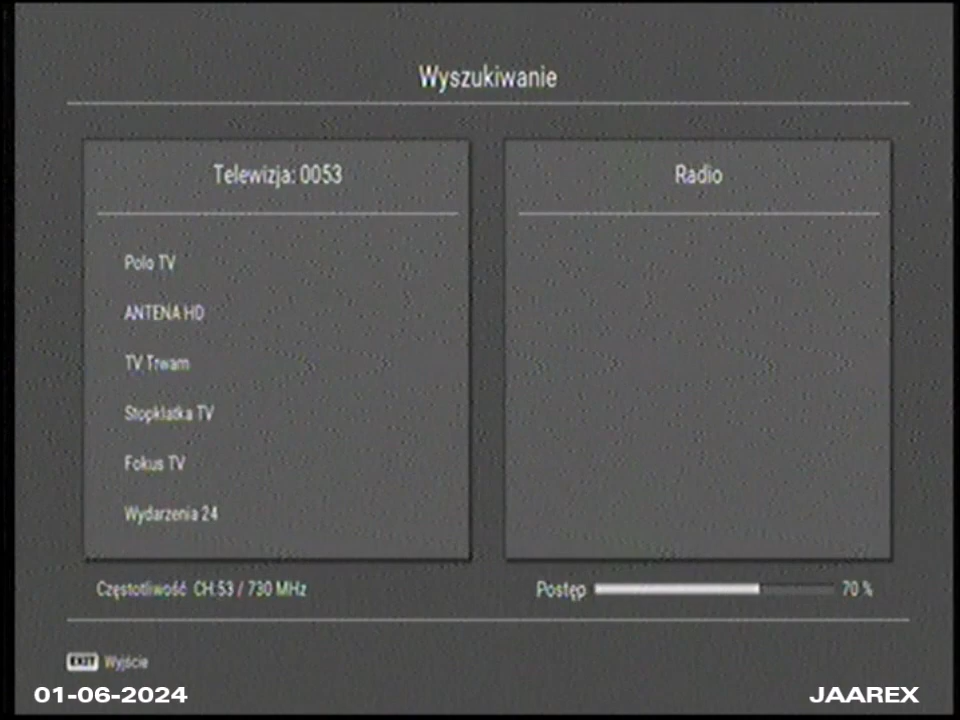 Wyszukiwanie
Telewizja: 0053
Polo TV
ANTENA HD
TV Trwam
Stopklatka TV
Fokus TV
Wydarzenia 24
Radio
Częstotliwość CH:53 / 730 MHz
Postęp 70 %
EXIT Wyjście
01-06-2024
JAAREX